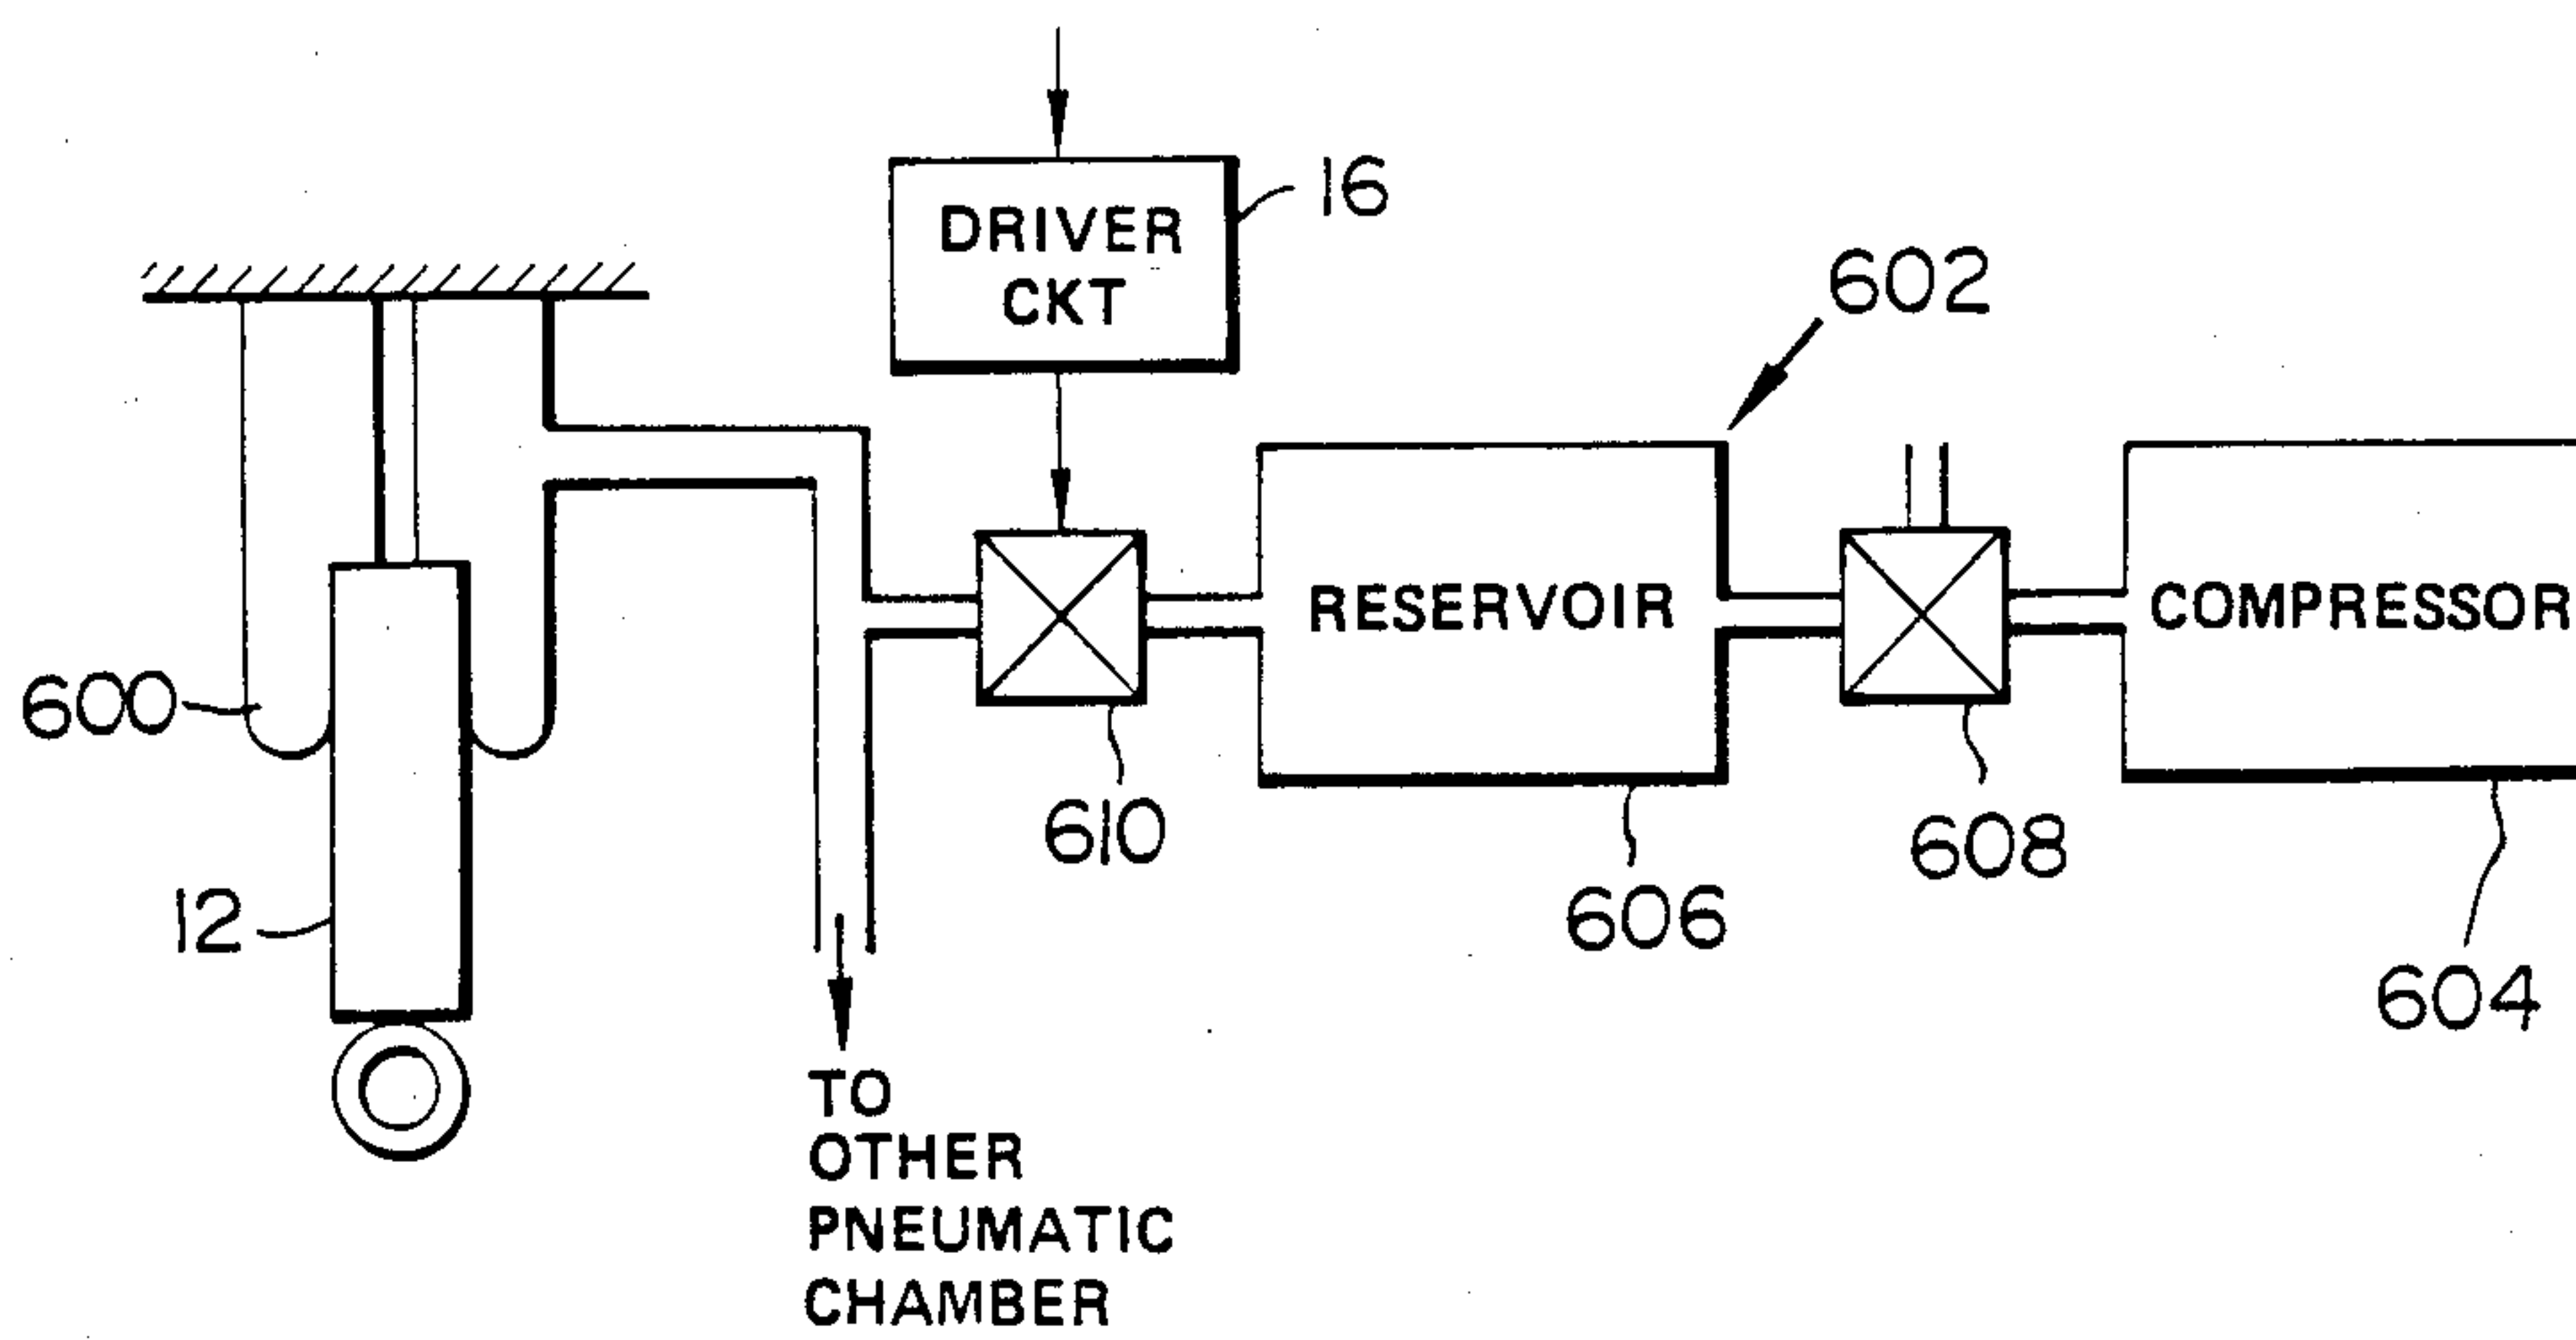 DRIVER
CKT
16
602
RESERVOIR
COMPRESSOR
600
610
608
12
606
604
TO
OTHER
PNEUMATIC
CHAMBER